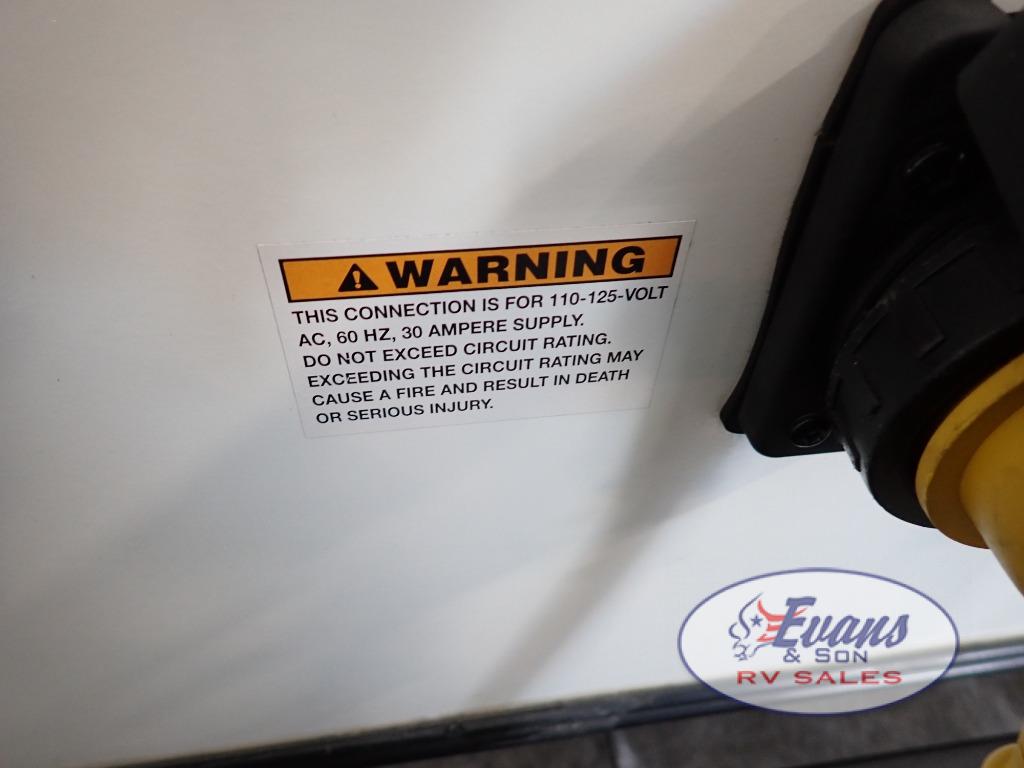 WARNING
THIS CONNECTION IS FOR 110-125-VOLT
AC, 60 HZ, 30 AMPERE SUPPLY.
DO NOT EXCEED CIRCUIT RATING.
EXCEEDING THE CIRCUIT RATING MAY
CAUSE A FIRE AND RESULT IN DEATH
OR SERIOUS INJURY.
Evans
& SON
RV SALES